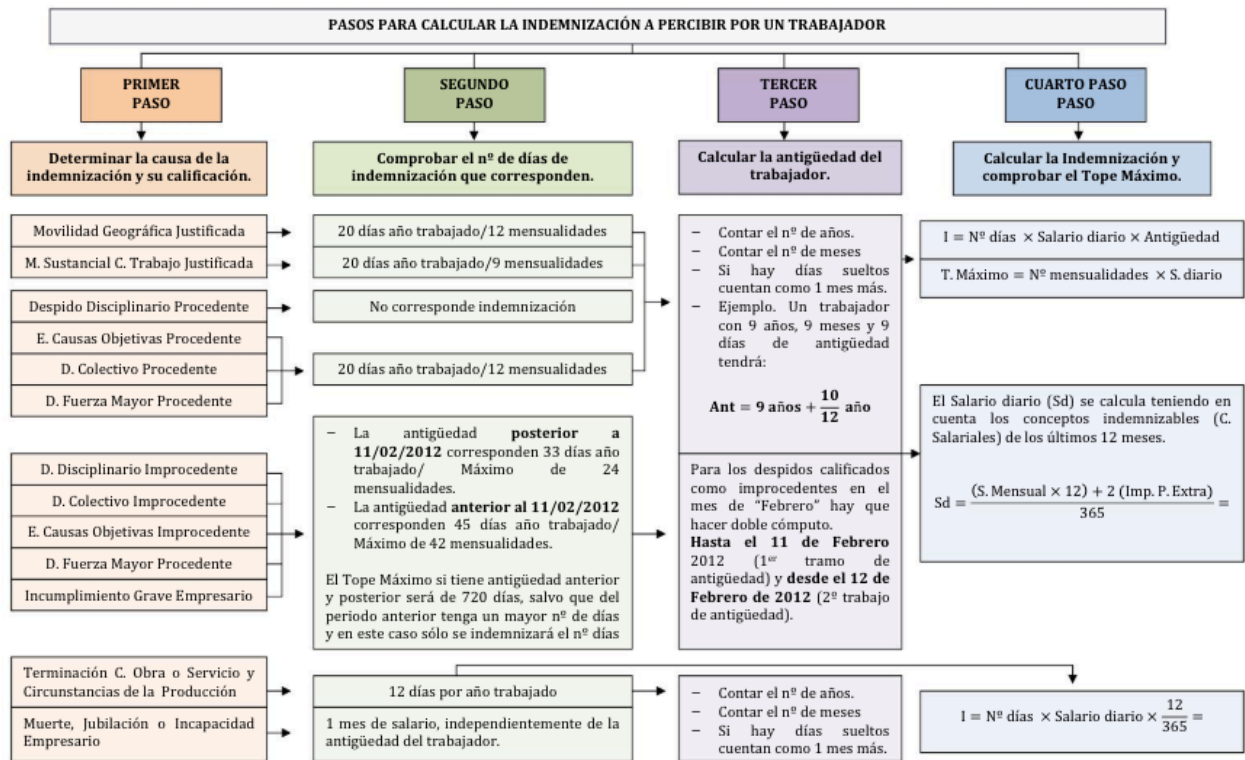 PASOS PARA CALCULAR LA INDEMNIZACIÓN A PERCIBIR POR UN TRABAJADOR
PRIMER
PASO
SEGUNDO
PASO
TERCER
PASO
CUARTO PASO
PASO
Determinar la causa de la
indemnización y su calificación.
Comprobar el nº de días de
indemnización que corresponden.
Calcular la antigüedad del
trabajador.
Calcular la Indemnización y
comprobar el Tope Máximo.
Movilidad Geográfica Justificada
M. Sustancial C. Trabajo Justificada
Despido Disciplinario Procedente
E. Causas Objetivas Procedente
D. Colectivo Procedente
D. Fuerza Mayor Procedente
D. Disciplinario Improcedente
D. Colectivo Improcedente
E. Causas Objetivas Improcedente
D. Fuerza Mayor Procedente
Incumplimiento Grave Empresario
Terminación C. Obra o Servicio y
Circunstancias de la Producción
Muerte, Jubilación o Incapacidad
Empresario
20 días año trabajado/12 mensualidades
20 días año trabajado/9 mensualidades
No corresponde indemnización
20 días año trabajado/12 mensualidades
– La antigüedad posterior a
11/02/2012 corresponden 33 días año
trabajado/ Máximo de 24
mensualidades.
– La antigüedad anterior al 11/02/2012
corresponden 45 días año trabajado/
Máximo de 42 mensualidades.
El Tope Máximo si tiene antigüedad anterior
y posterior será de 720 días, salvo que del
periodo anterior tenga un mayor nº de días
y en este caso sólo se indemnizará el nº días
12 días por año trabajado
1 mes de salario, independientemente de la
antigüedad del trabajador.
– Contar el nº de años.
– Contar el nº de meses
– Si hay días sueltos
cuentan como 1 mes más.
– Ejemplo. Un trabajador
con 9 años, 9 meses y 9
días de antigüedad
tendrá:
Ant = 9 años + 10/12 año
Para los despidos calificados
como improcedentes en el
mes de "Febrero" hay que
hacer doble cómputo.
Hasta el 11 de Febrero
2012 (1er tramo de
antigüedad) y desde el 12 de
Febrero de 2012 (2º trabajo
de antigüedad).
– Contar el nº de años.
– Contar el nº de meses
– Si hay días sueltos
cuentan como 1 mes más.
I = Nº días × Salario diario × Antigüedad
T. Máximo = Nº mensualidades × S. diario
El Salario diario (Sd) se calcula teniendo en
cuenta los conceptos indemnizables (C.
Salariales) de los últimos 12 meses.
Sd = (S. Mensual × 12) + 2 (Imp. P. Extra) / 365 =
I = Nº días × Salario diario × 12/365 =